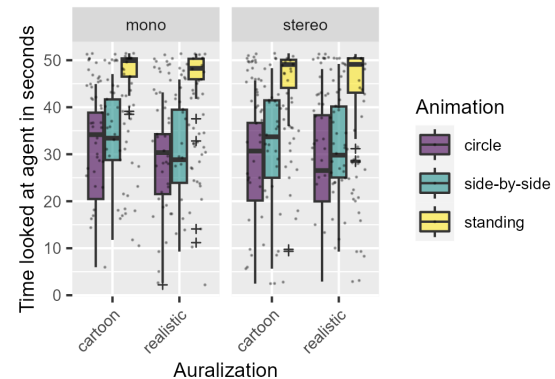 mono stereo
Time looked at agent in seconds
50
40
30
20
10
0
cartoon realistic cartoon realistic
Auralization
Animation
circle
side-by-side
standing